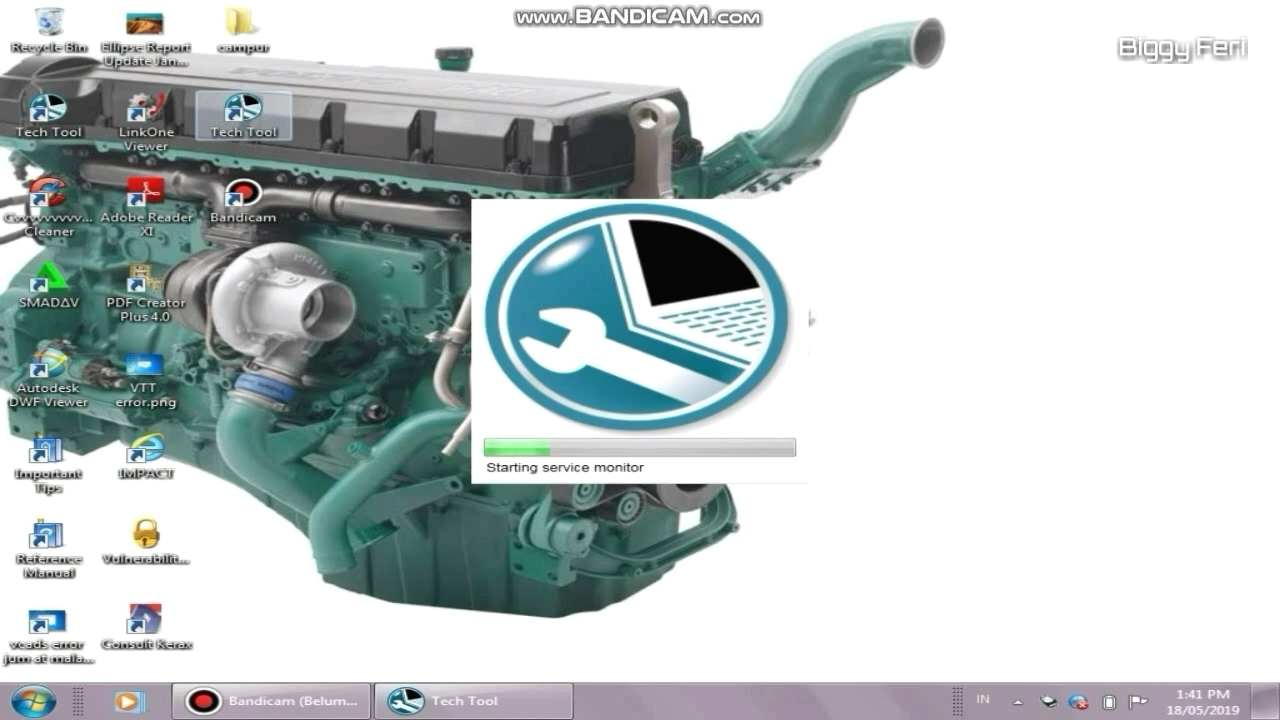 www.BANDICAM.com
Biggy Feri
Recycle Bin
Ellipse Report
Update Jan...
campur
Tech Tool
LinkOne
Viewer
Tech Tool
Cleaner
Adobe Reader
XI
Bandicam
SMADΔV
PDF Creator
Plus 4.0
Autodesk
DWF Viewer
VTT
error.png
Important
Tips
IMPACT
Reference
Manual
Vulnerabilit...
vcads error
jum at mala...
Consult Kerax
Starting service monitor
Bandicam (Belum...
Tech Tool
IN
1:41 PM
18/05/2019